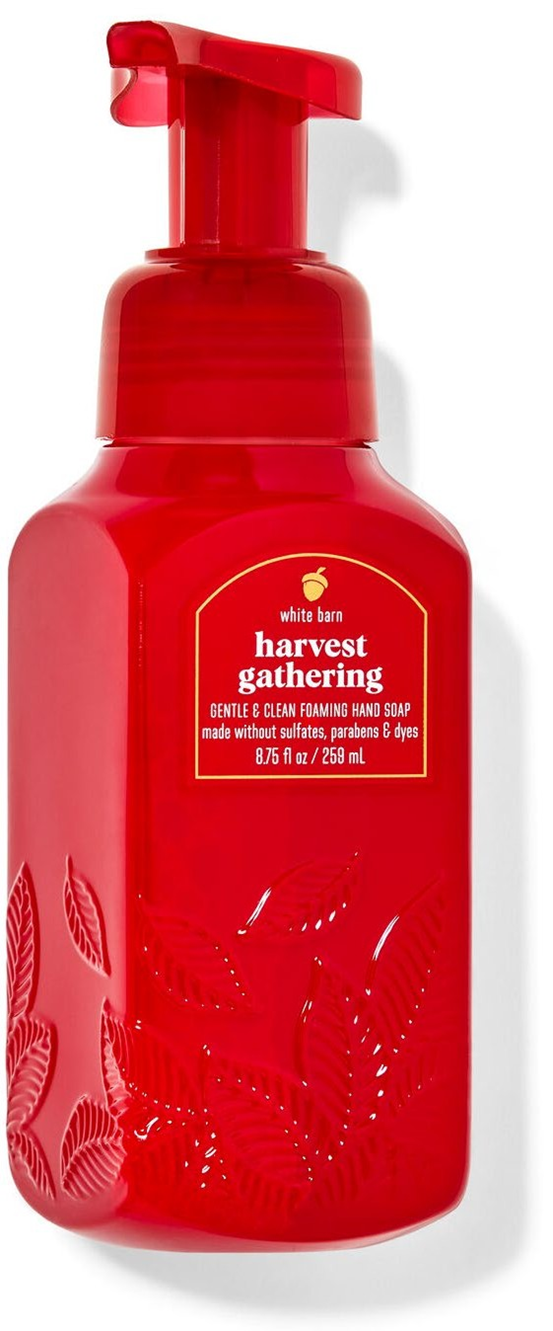 white barn
harvest
gathering
GENTLE & CLEAN FOAMING HAND SOAP
made without sulfates, parabens & dyes
8.75 fl oz / 259 mL